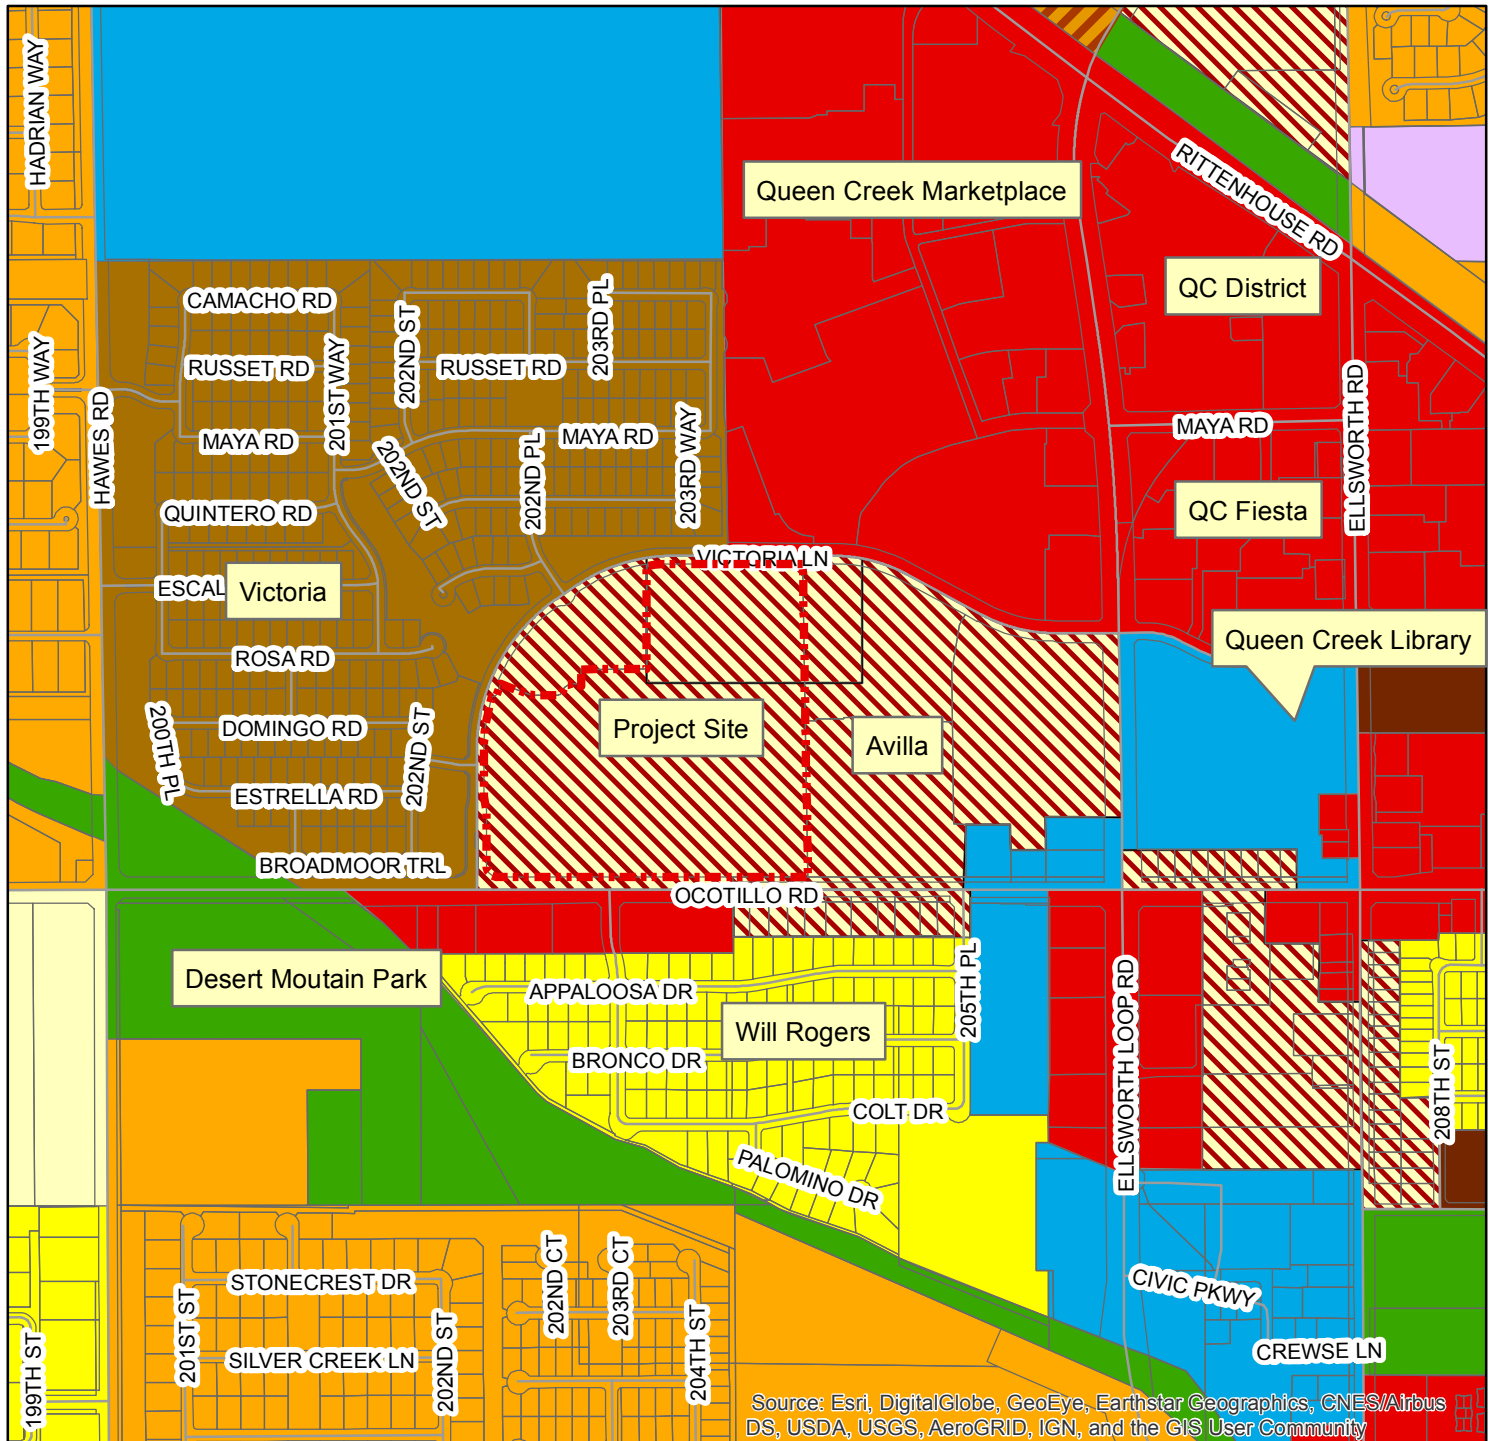 HADRIAN WAY
Queen Creek Marketplace
RITTENHOUSE RD
QC District
CAMACHO RD
203RD PL
202ND ST
RUSSET RD
RUSSET RD
199TH WAY
201ST WAY
HAWES RD
MAYA RD
MAYA RD
MAYA RD
ELLSWORTH RD
202ND ST
202ND PL
203RD WAY
QUINTERO RD
QC Fiesta
VICTORIA LN
ESCAL
Victoria
Queen Creek Library
ROSA RD
200TH PL
DOMINGO RD
202ND ST
Project Site
Avilla
ESTRELLA RD
BROADMOOR TRL
OCOTILLO RD
Desert Moutain Park
APPALOOSA DR
205TH PL
Will Rogers
ELLSWORTH LOOP RD
BRONCO DR
208TH ST
COLT DR
PALOMINO DR
STONECREST DR
202ND CT
203RD CT
CIVIC PKWY
201ST ST
202ND ST
204TH ST
SILVER CREEK LN
CREWSE LN
199TH ST
Source: Esri, DigitalGlobe, GeoEye, Earthstar Geographics, CNES/Airbus
DS, USDA, USGS, AeroGRID, IGN, and the GIS User Community